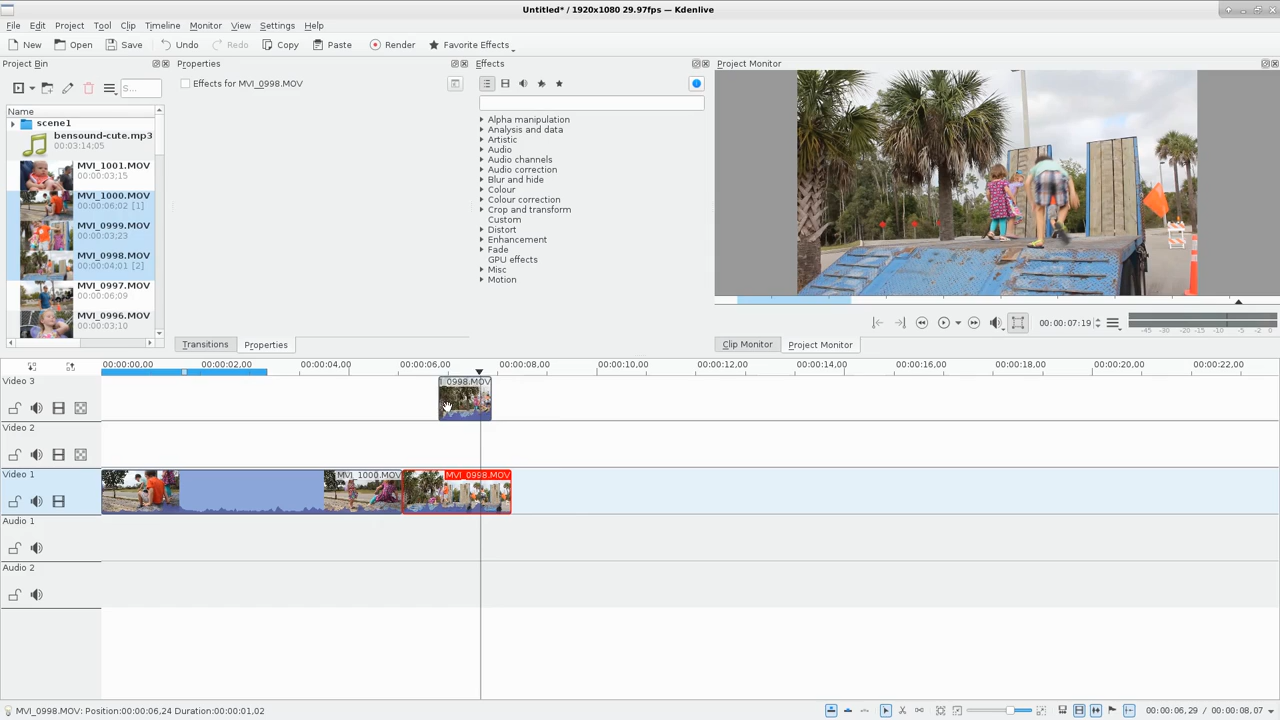 Untitled* / 1920x1080 29.97fps — Kdenlive
File Edit Project Tool Clip Timeline Monitor View Settings Help
New Open Save Undo Redo Copy Paste Render Favorite Effects
Project Bin Properties Effects Project Monitor
S... Effects for MVI_0998.MOV
Name
scene1
bensound-cute.mp3
00:03:14;05
MVI_1001.MOV
00:00:03;15
MVI_1000.MOV
00:00:06;02 [1]
MVI_0999.MOV
00:00:03;23
MVI_0998.MOV
00:00:04;01 [2]
MVI_0997.MOV
00:00:06;09
MVI_0996.MOV
00:00:03;10
Alpha manipulation
Analysis and data
Artistic
Audio
Audio channels
Audio correction
Blur and hide
Colour
Colour correction
Crop and transform
Custom
Distort
Enhancement
Fade
GPU effects
Misc
Motion
00:00:07;19
-45 -30 -20 -10 -5 -2 0
Transitions Properties Clip Monitor Project Monitor
00:00:00,00 00:00:02,00 00:00:04,00 00:00:06,00 00:00:08,00 00:00:10,00 00:00:12,00 00:00:14,00 00:00:16,00 00:00:18,00 00:00:20,00 00:00:22,00
Video 3
_0998.MOV
Video 2
Video 1
MVI_1000.MOV MVI_0998.MOV
Audio 1
Audio 2
MVI_0998.MOV: Position:00:00:06,24 Duration:00:00:01,02 00:00:06,29 / 00:00:08,07